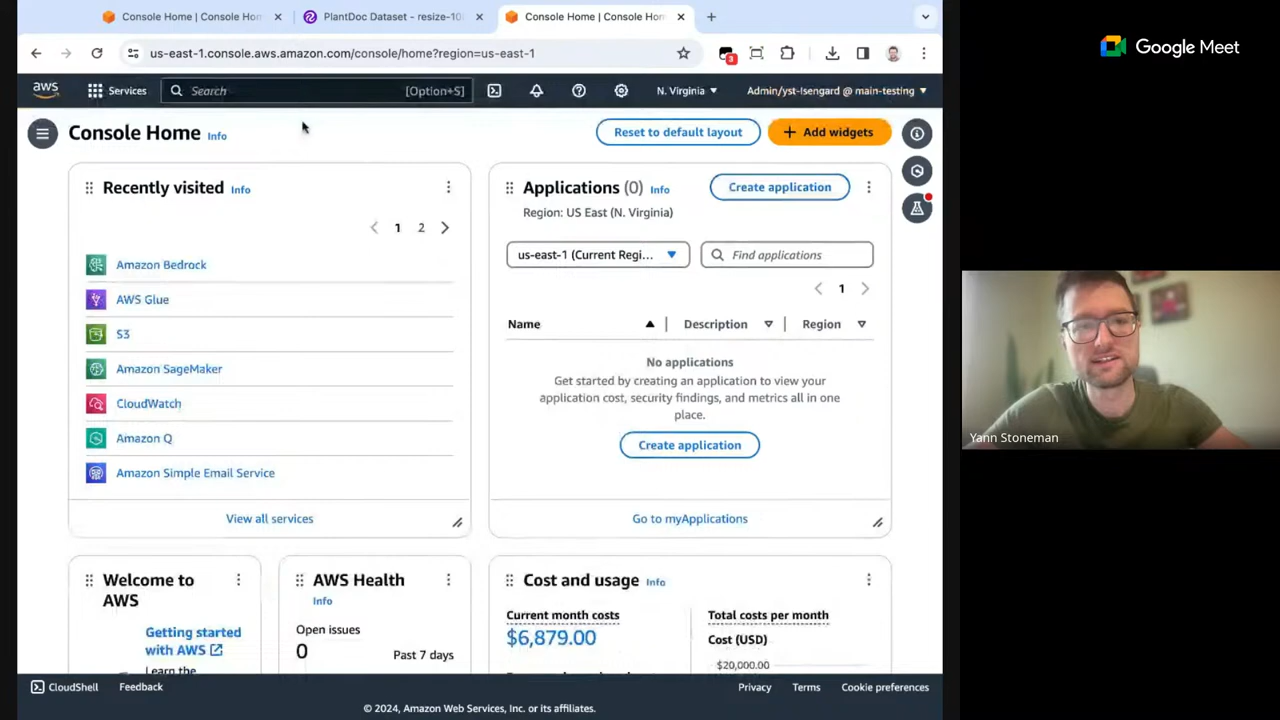 Console Home | Console Hom
PlantDoc Dataset - resize-10
Console Home | Console Hom
us-east-1.console.aws.amazon.com/console/home?region=us-east-1
3
Google Meet
aws
Services
Search
[Option+S]
N. Virginia
Admin/yst-Isengard @ main-testing
Console Home
Info
Reset to default layout
Add widgets
Recently visited
Info
1
2
Amazon Bedrock
AWS Glue
S3
Amazon SageMaker
CloudWatch
Amazon Q
Amazon Simple Email Service
View all services
Applications (0)
Info
Region: US East (N. Virginia)
Create application
us-east-1 (Current Regi...
Find applications
1
Name
Description
Region
No applications
Get started by creating an application to view your
application cost, security findings, and metrics all in one
place.
Create application
Go to myApplications
Yann Stoneman
Welcome to
AWS
Getting started
with AWS
Learn the
AWS Health
Info
Open issues
0
Past 7 days
Cost and usage
Info
Current month costs
$6,879.00
Total costs per month
Cost (USD)
$20,000.00
CloudShell
Feedback
Privacy
Terms
Cookie preferences
© 2024, Amazon Web Services, Inc. or its affiliates.